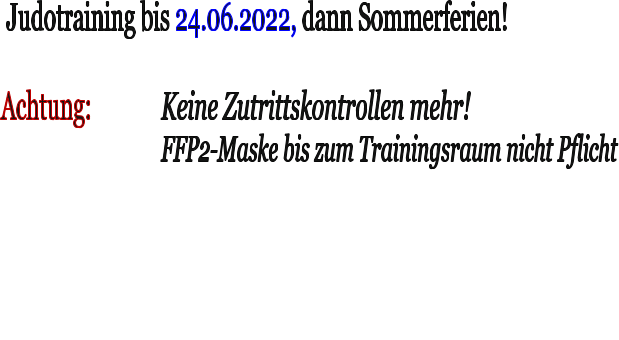 Judotraining bis 24.06.2022, dann Sommerferien!
Achtung: Keine Zutrittskontrollen mehr!
FFP2-Maske bis zum Trainingsraum nicht Pflicht